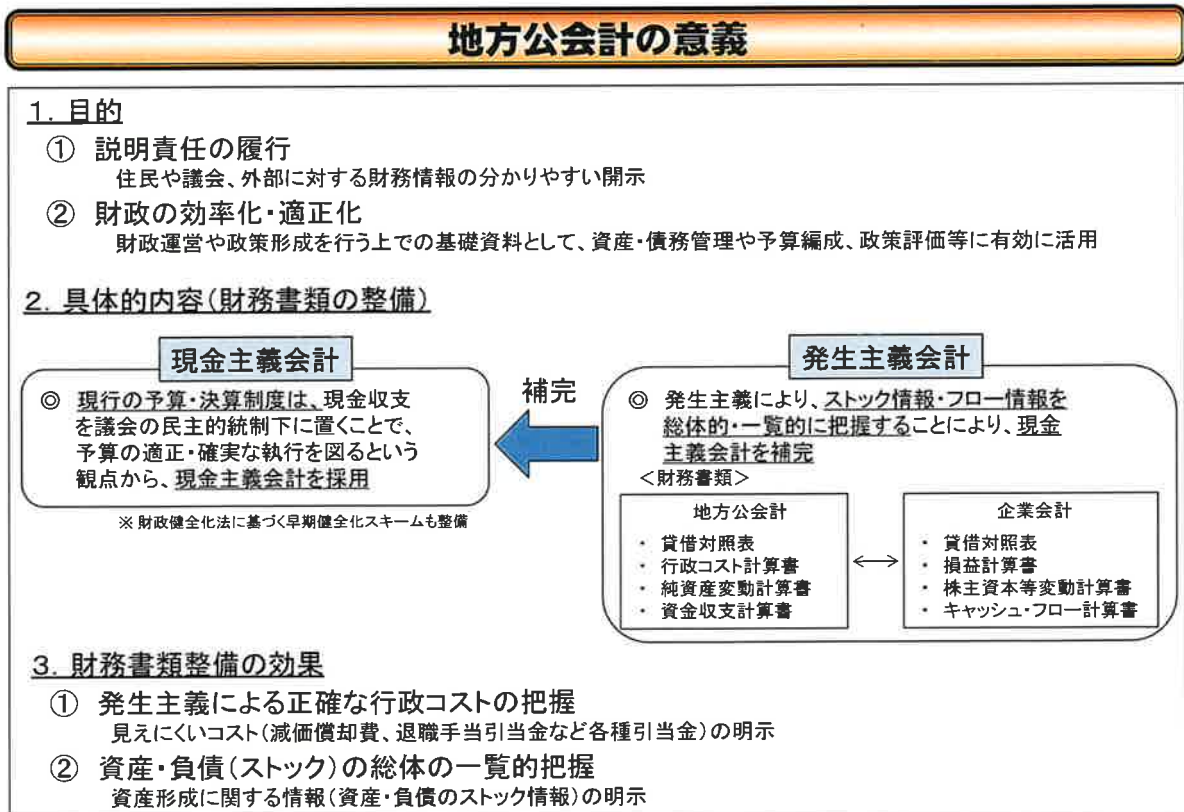 地方公会計の意義
1. 目的
① 説明責任の履行
住民や議会、外部に対する財務情報の分かりやすい開示
② 財政の効率化・適正化
財政運営や政策形成を行う上での基礎資料として、資産・債務管理や予算編成、政策評価等に有効に活用
2. 具体的内容(財務書類の整備)
現金主義会計
◎ 現行の予算・決算制度は、現金収支
を議会の民主的統制下に置くことで、
予算の適正・確実な執行を図るという
観点から、現金主義会計を採用
※ 財政健全化法に基づく早期健全化スキームも整備
補完
発生主義会計
◎ 発生主義により、ストック情報・フロー情報を
総体的・一覧的に把握することにより、現金
主義会計を補完
<財務書類>
地方公会計
・ 貸借対照表
・ 行政コスト計算書
・ 純資産変動計算書
・ 資金収支計算書
企業会計
・ 貸借対照表
・ 損益計算書
・ 株主資本等変動計算書
・ キャッシュ・フロー計算書
3. 財務書類整備の効果
① 発生主義による正確な行政コストの把握
見えにくいコスト(減価償却費、退職手当引当金など各種引当金)の明示
② 資産・負債(ストック)の総体の一覧的把握
資産形成に関する情報(資産・負債のストック情報)の明示